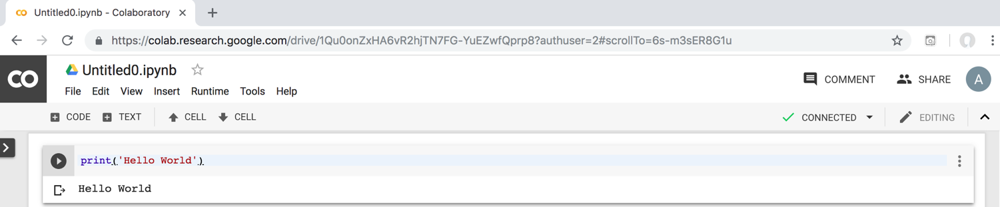 Untitled0.ipynb - Colaboratory
https://colab.research.google.com/drive/1Qu0onZxHA6vR2hjTN7FG-YuEZwfQprp8?authuser=2#scrollTo=6s-m3sER8G1u
CO Untitled0.ipynb
COMMENT SHARE A
File Edit View Insert Runtime Tools Help
CODE TEXT CELL CELL CONNECTED EDITING
print('Hello World')
Hello World